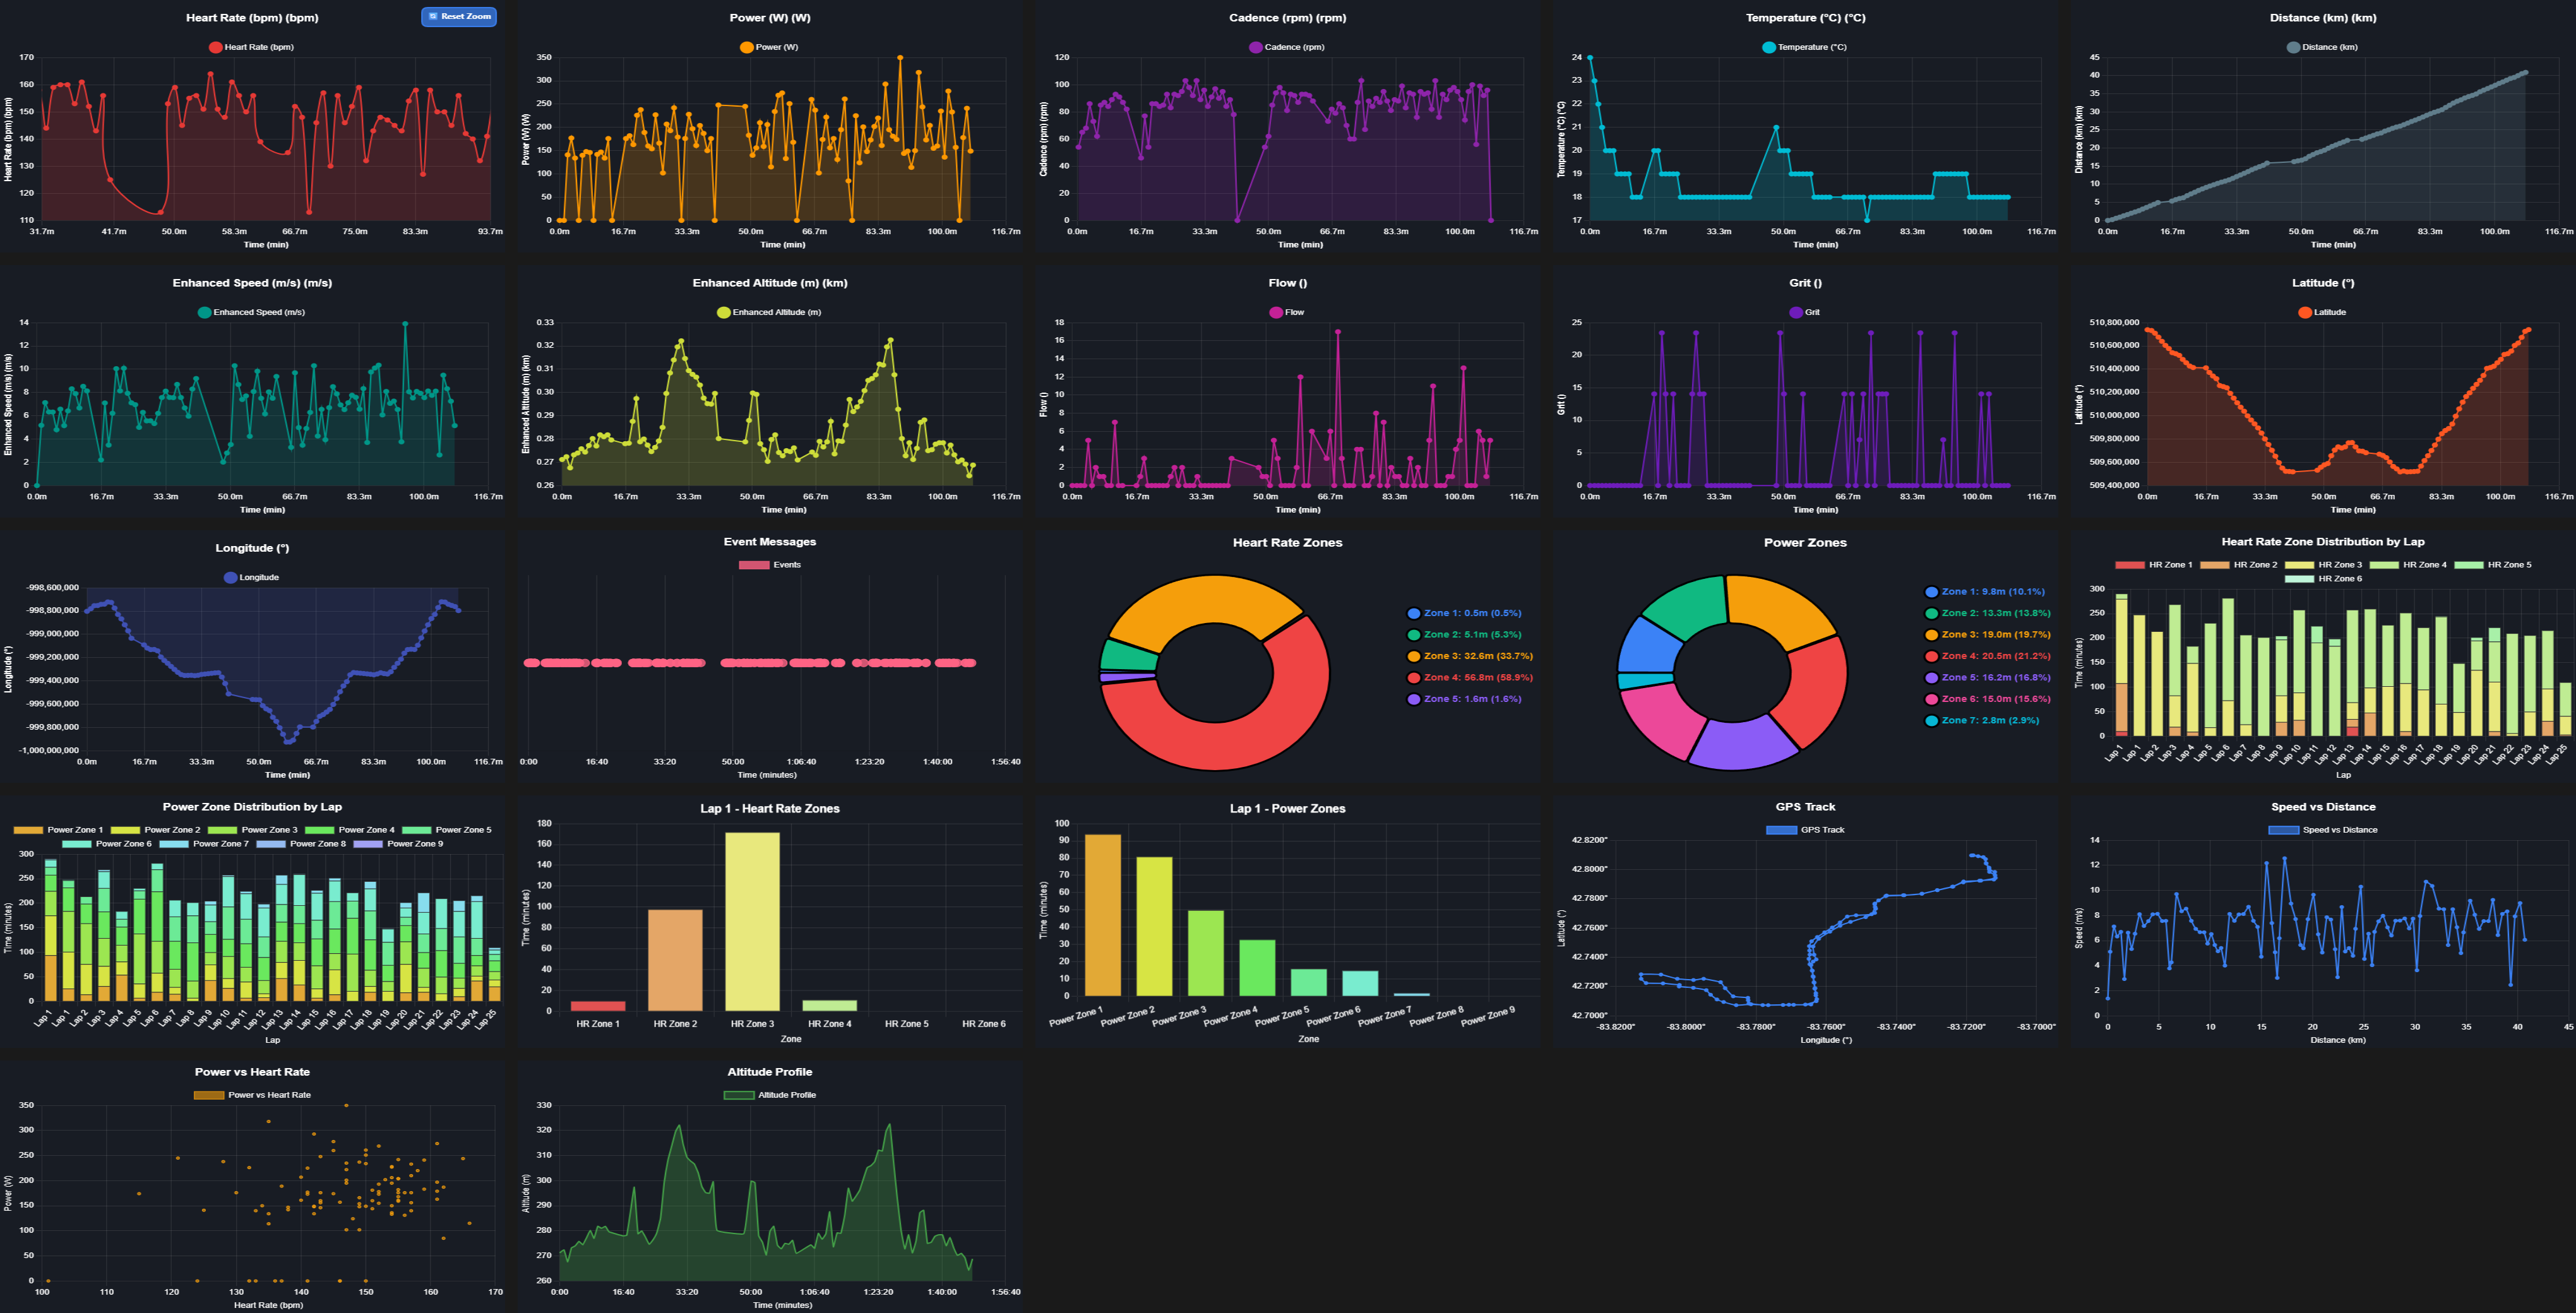 Heart Rate (bpm) (bpm)
Reset Zoom
Heart Rate (bpm)
Heart Rate (bpm) (bpm)
170
160
150
140
130
120
110
31.7m 41.7m 50.0m 58.3m 66.7m 75.0m 83.3m 93.7m
Time (min)
Power (W) (W)
Power (W)
Power (W) (W)
350
300
250
200
150
100
50
0
0.0m 16.7m 33.3m 50.0m 66.7m 83.3m 100.0m 116.7m
Time (min)
Cadence (rpm) (rpm)
Cadence (rpm)
Cadence (rpm) (rpm)
120
100
80
60
40
20
0
0.0m 16.7m 33.3m 50.0m 66.7m 83.3m 100.0m 116.7m
Time (min)
Temperature (°C) (°C)
Temperature (°C)
Temperature (°C) (°C)
24
23
22
21
20
19
18
17
0.0m 16.7m 33.3m 50.0m 66.7m 83.3m 100.0m 116.7m
Time (min)
Distance (km) (km)
Distance (km)
Distance (km) (km)
45
40
35
30
25
20
15
10
5
0
0.0m 16.7m 33.3m 50.0m 66.7m 83.3m 100.0m 116.7m
Time (min)
Enhanced Speed (m/s) (m/s)
Enhanced Speed (m/s)
Enhanced Speed (m/s) (m/s)
14
12
10
8
6
4
2
0
0.0m 16.7m 33.3m 50.0m 66.7m 83.3m 100.0m 116.7m
Time (min)
Enhanced Altitude (m) (km)
Enhanced Altitude (m)
Enhanced Altitude (m) (km)
0.33
0.32
0.31
0.30
0.29
0.28
0.27
0.26
0.0m 16.7m 33.3m 50.0m 66.7m 83.3m 100.0m 116.7m
Time (min)
Flow ()
Flow
Flow ()
18
16
14
12
10
8
6
4
2
0
0.0m 16.7m 33.3m 50.0m 66.7m 83.3m 100.0m 116.7m
Time (min)
Grit ()
Grit
Grit ()
25
20
15
10
5
0
0.0m 16.7m 33.3m 50.0m 66.7m 83.3m 100.0m 116.7m
Time (min)
Latitude (°)
Latitude
Latitude (°)
510,800,000
510,600,000
510,400,000
510,200,000
510,000,000
509,800,000
509,600,000
509,400,000
0.0m 16.7m 33.3m 50.0m 66.7m 83.3m 100.0m 116.7m
Time (min)
Longitude (°)
Longitude
Longitude (°)
-998,600,000
-998,800,000
-999,000,000
-999,200,000
-999,400,000
-999,600,000
-999,800,000
-1,000,000,000
0.0m 16.7m 33.3m 50.0m 66.7m 83.3m 100.0m 116.7m
Time (min)
Event Messages
Events
0:00 16:40 33:20 50:00 1:06:40 1:23:20 1:40:00 1:56:40
Time (minutes)
Heart Rate Zones
Zone 1: 0.5m (0.5%)
Zone 2: 5.1m (5.3%)
Zone 3: 32.6m (33.7%)
Zone 4: 56.8m (58.9%)
Zone 5: 1.6m (1.6%)
Power Zones
Zone 1: 9.8m (10.1%)
Zone 2: 13.3m (13.8%)
Zone 3: 19.0m (19.7%)
Zone 4: 20.5m (21.2%)
Zone 5: 16.2m (16.8%)
Zone 6: 15.0m (15.6%)
Zone 7: 2.8m (2.9%)
Heart Rate Zone Distribution by Lap
HR Zone 1 HR Zone 2 HR Zone 3 HR Zone 4 HR Zone 5
HR Zone 6
Time (minutes)
300
250
200
150
100
50
0
Lap 1 Lap 1 Lap 2 Lap 3 Lap 4 Lap 5 Lap 6 Lap 7 Lap 8 Lap 9 Lap 10 Lap 11 Lap 12 Lap 13 Lap 14 Lap 15 Lap 16 Lap 17 Lap 18 Lap 19 Lap 20 Lap 21 Lap 22 Lap 23 Lap 24 Lap 25
Lap
Power Zone Distribution by Lap
Power Zone 1 Power Zone 2 Power Zone 3 Power Zone 4 Power Zone 5
Power Zone 6 Power Zone 7 Power Zone 8 Power Zone 9
Time (minutes)
300
250
200
150
100
50
0
Lap 1 Lap 1 Lap 2 Lap 3 Lap 4 Lap 5 Lap 6 Lap 7 Lap 8 Lap 9 Lap 10 Lap 11 Lap 12 Lap 13 Lap 14 Lap 15 Lap 16 Lap 17 Lap 18 Lap 19 Lap 20 Lap 21 Lap 22 Lap 23 Lap 24 Lap 25
Lap
Lap 1 - Heart Rate Zones
Time (minutes)
180
160
140
120
100
80
60
40
20
0
HR Zone 1 HR Zone 2 HR Zone 3 HR Zone 4 HR Zone 5 HR Zone 6
Zone
Lap 1 - Power Zones
Time (minutes)
100
90
80
70
60
50
40
30
20
10
0
Power Zone 1 Power Zone 2 Power Zone 3 Power Zone 4 Power Zone 5 Power Zone 6 Power Zone 7 Power Zone 8 Power Zone 9
Zone
GPS Track
GPS Track
Latitude (°)
42.8200°
42.8000°
42.7800°
42.7600°
42.7400°
42.7200°
42.7000°
-83.8200° -83.8000° -83.7800° -83.7600° -83.7400° -83.7200° -83.7000°
Longitude (°)
Speed vs Distance
Speed vs Distance
Speed (m/s)
14
12
10
8
6
4
2
0
0 5 10 15 20 25 30 35 40 45
Distance (km)
Power vs Heart Rate
Power vs Heart Rate
Power (W)
350
300
250
200
150
100
50
0
100 110 120 130 140 150 160 170
Heart Rate (bpm)
Altitude Profile
Altitude Profile
Altitude (m)
330
320
310
300
290
280
270
260
0:00 16:40 33:20 50:00 1:06:40 1:23:20 1:40:00 1:56:40
Time (minutes)